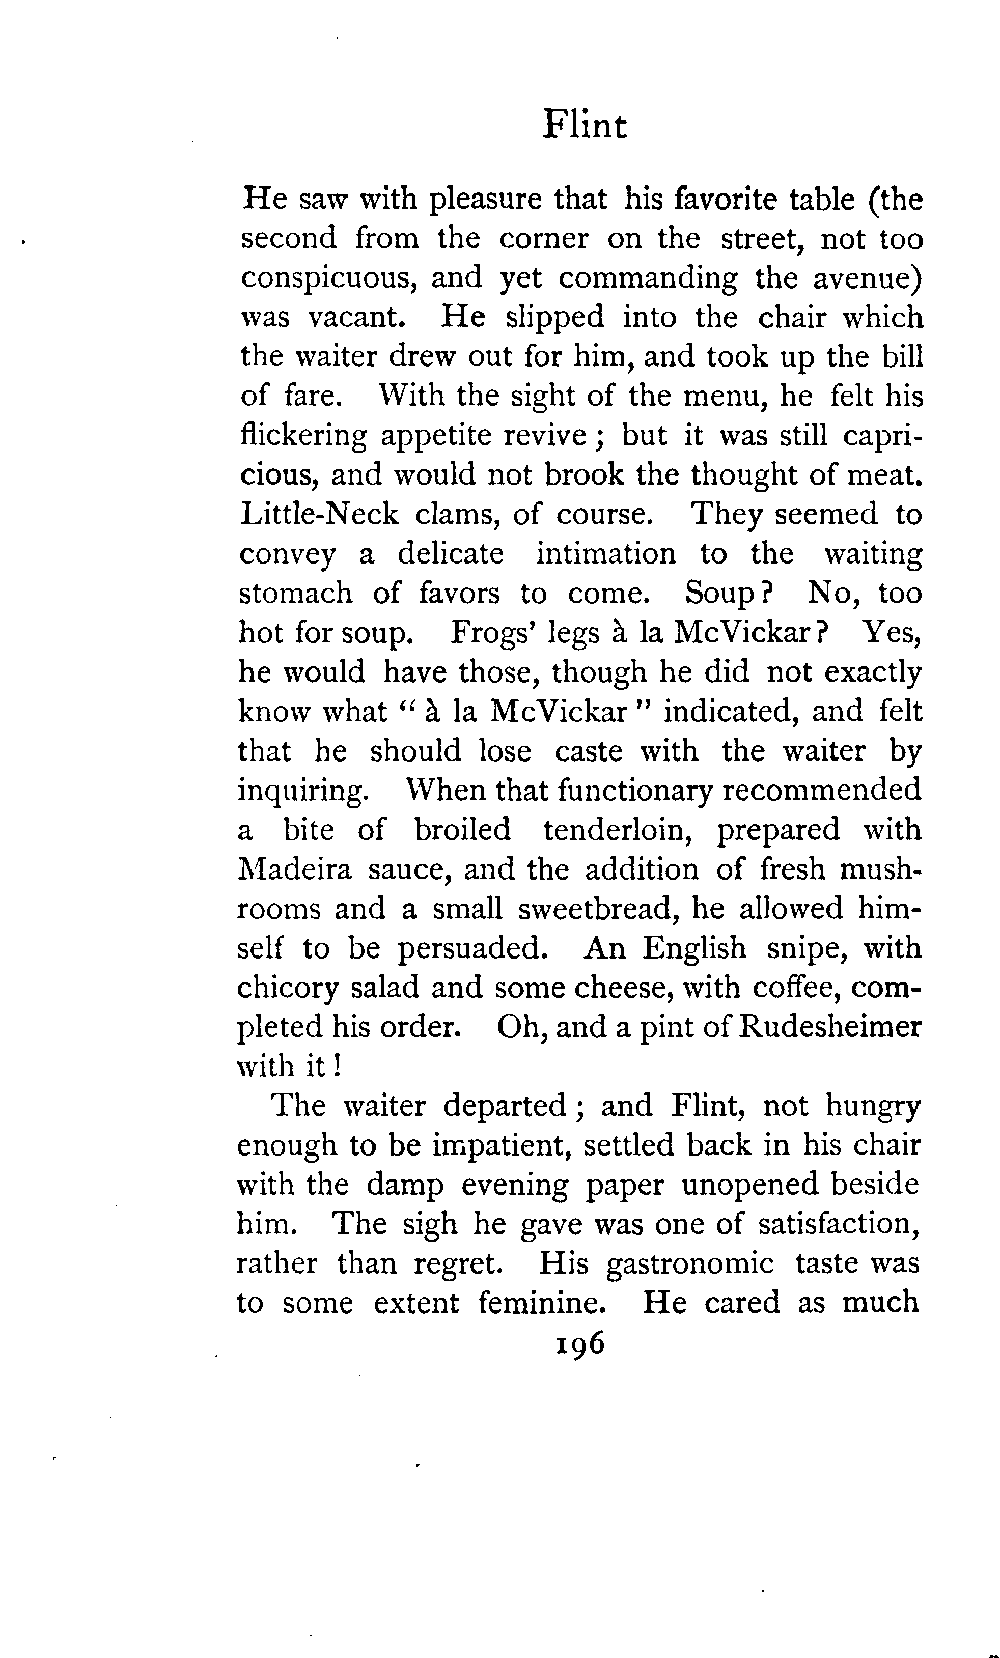 Flint
He saw with pleasure that his favorite table (the
second from the corner on the street, not too
conspicuous, and yet commanding the avenue)
was vacant. He slipped into the chair which
the waiter drew out for him, and took up the bill
of fare. With the sight of the menu, he felt his
flickering appetite revive ; but it was still capri-
cious, and would not brook the thought of meat.
Little-Neck clams, of course. They seemed to
convey a delicate intimation to the waiting
stomach of favors to come. Soup? No, too
hot for soup. Frogs' legs à la McVickar? Yes,
he would have those, though he did not exactly
know what “ à la McVickar ” indicated, and felt
that he should lose caste with the waiter by
inquiring. When that functionary recommended
a bite of broiled tenderloin, prepared with
Madeira sauce, and the addition of fresh mush-
rooms and a small sweetbread, he allowed him-
self to be persuaded. An English snipe, with
chicory salad and some cheese, with coffee, com-
pleted his order. Oh, and a pint of Rudesheimer
with it !
The waiter departed ; and Flint, not hungry
enough to be impatient, settled back in his chair
with the damp evening paper unopened beside
him. The sigh he gave was one of satisfaction,
rather than regret. His gastronomic taste was
to some extent feminine. He cared as much
196